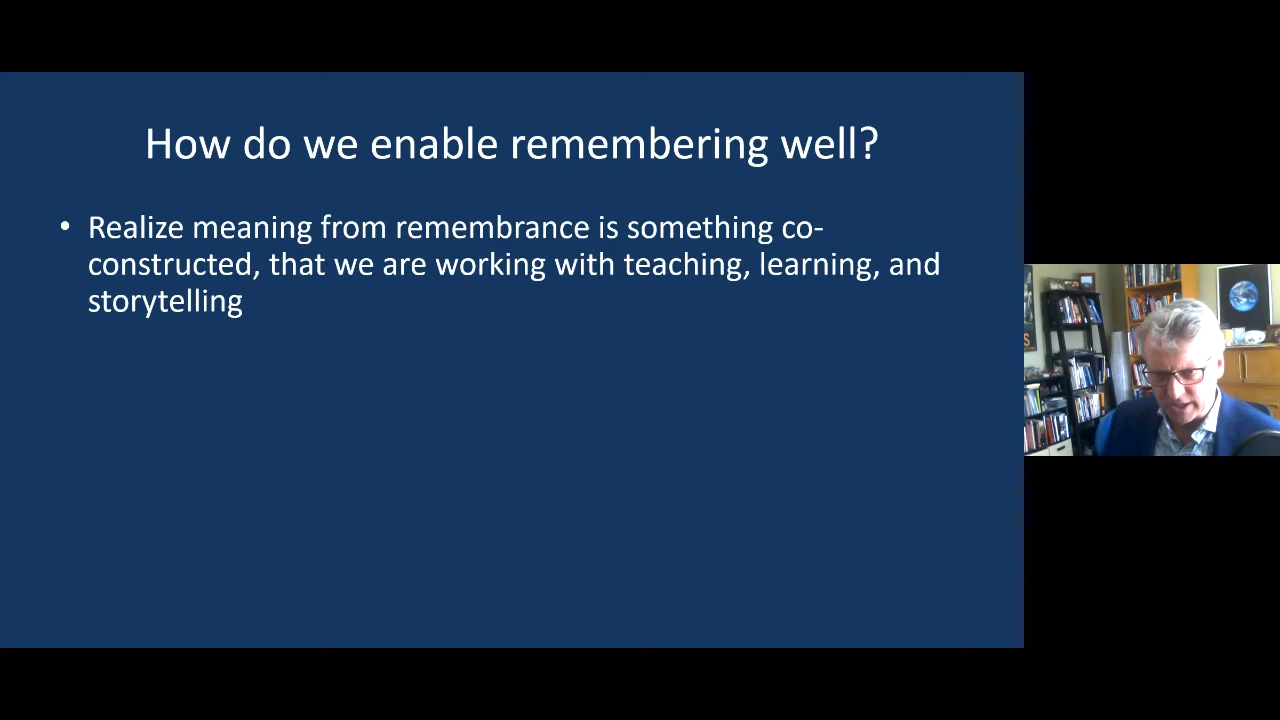 How do we enable remembering well?
• Realize meaning from remembrance is something co-
constructed, that we are working with teaching, learning, and
storytelling
S